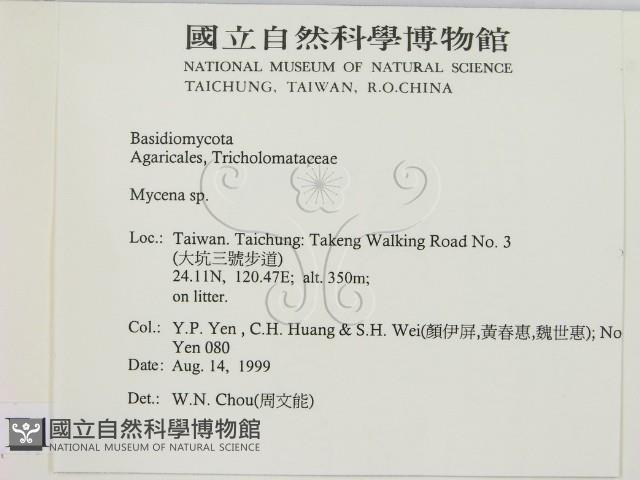 國立自然科學博物館
NATIONAL MUSEUM OF NATURAL SCIENCE
TAICHUNG, TAIWAN, R.O.CHINA
Basidiomycota
Agaricales, Tricholomataceae
Mycena sp.
Loc.: Taiwan. Taichung: Takeng Walking Road No. 3
(大坑三號步道)
24.11N, 120.47E; alt. 350m;
on litter.
Col.: Y.P. Yen , C.H. Huang & S.H. Wei(顏伊屏,黃春惠,魏世惠); No
Yen 080
Date: Aug. 14, 1999
Det.: W.N. Chou(周文能)
國立自然科學博物館
NATIONAL MUSEUM OF NATURAL SCIENCE